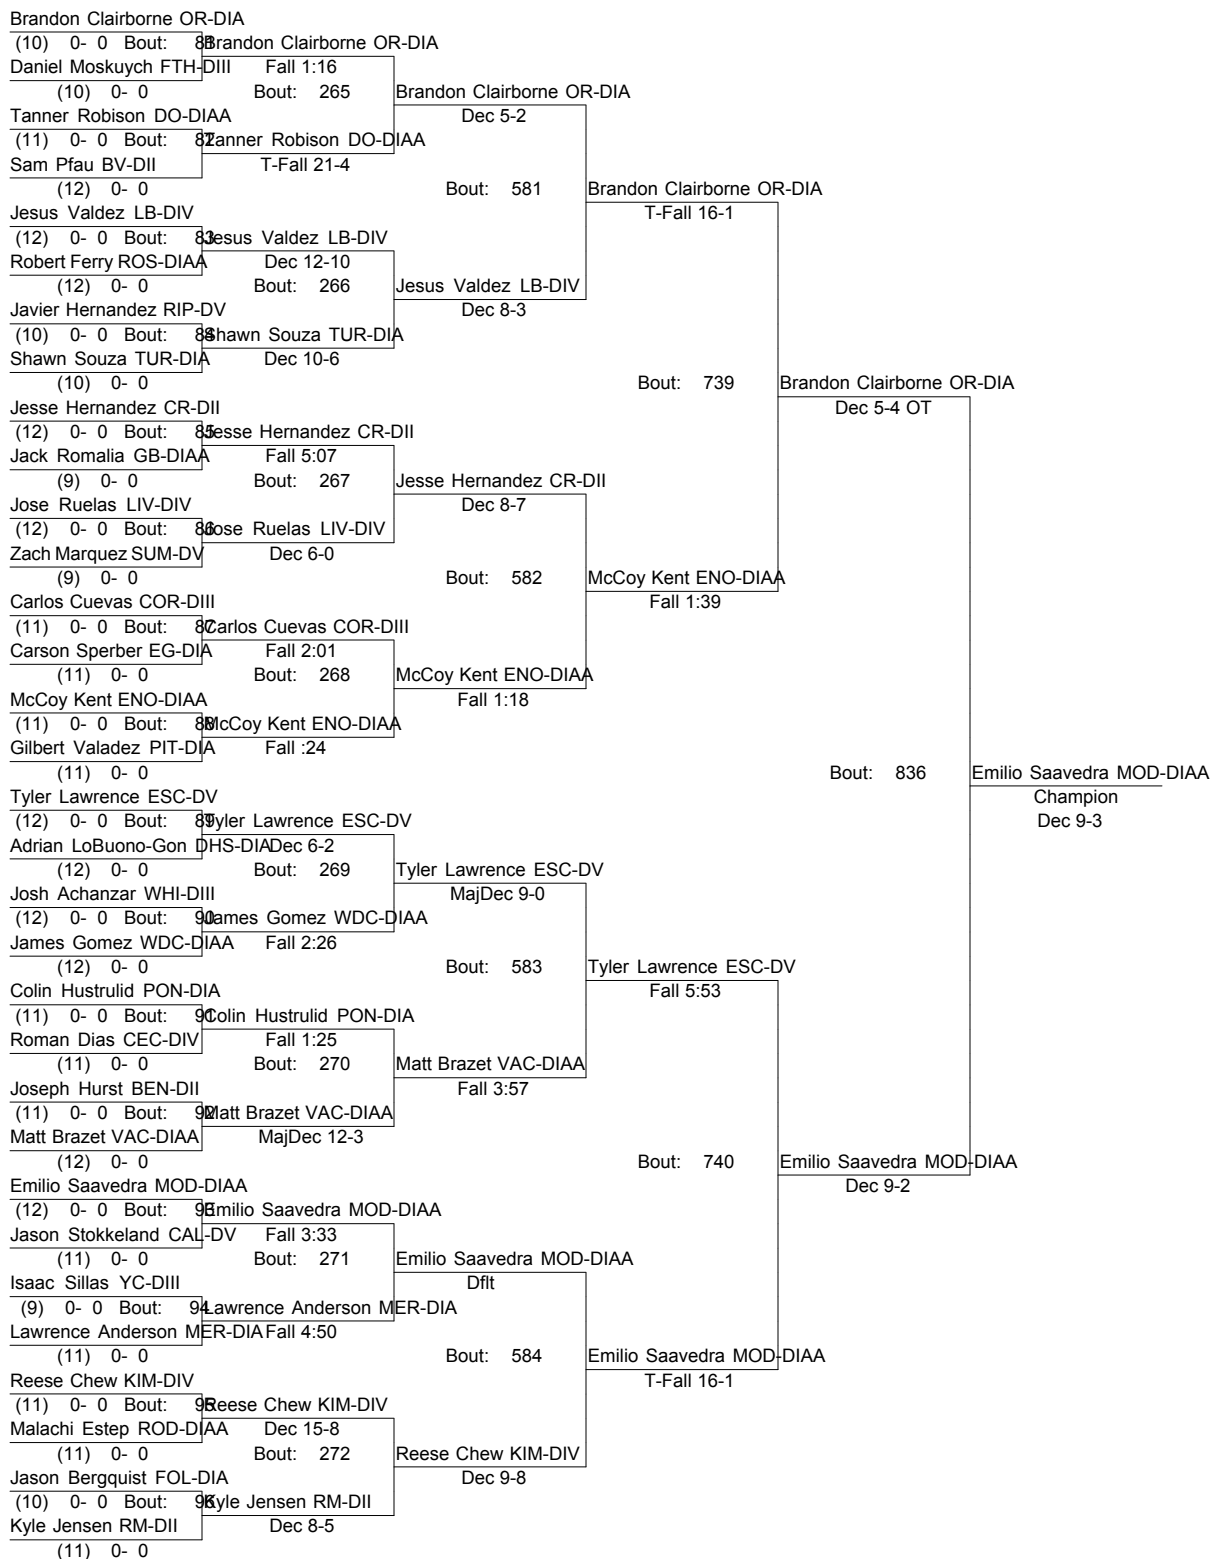 Brandon Clairborne OR-DIA
(10) 0- 0 Bout: 81 Brandon Clairborne OR-DIA
Daniel Moskuych FTH-DIII Fall 1:16
(10) 0- 0 Bout: 265 Brandon Clairborne OR-DIA
Tanner Robison DO-DIAA Dec 5-2
(11) 0- 0 Bout: 82 Tanner Robison DO-DIAA
Sam Pfau BV-DII T-Fall 21-4
(12) 0- 0 Bout: 581 Brandon Clairborne OR-DIA
Jesus Valdez LB-DIV T-Fall 16-1
(12) 0- 0 Bout: 83 Jesus Valdez LB-DIV
Robert Ferry ROS-DIAA Dec 12-10
(12) 0- 0 Bout: 266 Jesus Valdez LB-DIV
Javier Hernandez RIP-DV Dec 8-3
(10) 0- 0 Bout: 84 Shawn Souza TUR-DIA
Shawn Souza TUR-DIA Dec 10-6
(10) 0- 0 Bout: 739 Brandon Clairborne OR-DIA
Jesse Hernandez CR-DII Dec 5-4 OT
(12) 0- 0 Bout: 85 Jesse Hernandez CR-DII
Jack Romalia GB-DIAA Fall 5:07
(9) 0- 0 Bout: 267 Jesse Hernandez CR-DII
Jose Ruelas LIV-DIV Dec 8-7
(12) 0- 0 Bout: 86 Jose Ruelas LIV-DIV
Zach Marquez SUM-DV Dec 6-0
(9) 0- 0 Bout: 582 McCoy Kent ENO-DIAA
Carlos Cuevas COR-DIII Fall 1:39
(11) 0- 0 Bout: 87 Carlos Cuevas COR-DIII
Carson Sperber EG-DIA Fall 2:01
(11) 0- 0 Bout: 268 McCoy Kent ENO-DIAA
McCoy Kent ENO-DIAA Fall 1:18
(11) 0- 0 Bout: 88 McCoy Kent ENO-DIAA
Gilbert Valadez PIT-DIA Fall :24
(11) 0- 0 Bout: 836 Emilio Saavedra MOD-DIAA
Tyler Lawrence ESC-DV Champion
(12) 0- 0 Bout: 89 Tyler Lawrence ESC-DV Dec 9-3
Adrian LoBuono-Gon DHS-DIA Dec 6-2
(12) 0- 0 Bout: 269 Tyler Lawrence ESC-DV
Josh Achanzar WHI-DIII MajDec 9-0
(12) 0- 0 Bout: 90 James Gomez WDC-DIAA
James Gomez WDC-DIAA Fall 2:26
(12) 0- 0 Bout: 583 Tyler Lawrence ESC-DV
Colin Hustrulid PON-DIA Fall 5:53
(11) 0- 0 Bout: 91 Colin Hustrulid PON-DIA
Roman Dias CEC-DIV Fall 1:25
(11) 0- 0 Bout: 270 Matt Brazet VAC-DIAA
Joseph Hurst BEN-DII Fall 3:57
(11) 0- 0 Bout: 92 Matt Brazet VAC-DIAA
Matt Brazet VAC-DIAA MajDec 12-3
(12) 0- 0 Bout: 740 Emilio Saavedra MOD-DIAA
Emilio Saavedra MOD-DIAA Dec 9-2
(12) 0- 0 Bout: 93 Emilio Saavedra MOD-DIAA
Jason Stokkeland CAL-DV Fall 3:33
(11) 0- 0 Bout: 271 Emilio Saavedra MOD-DIAA
Isaac Sillas YC-DIII Dflt
(9) 0- 0 Bout: 94 Lawrence Anderson MER-DIA
Lawrence Anderson MER-DIA Fall 4:50
(11) 0- 0 Bout: 584 Emilio Saavedra MOD-DIAA
Reese Chew KIM-DIV T-Fall 16-1
(11) 0- 0 Bout: 95 Reese Chew KIM-DIV
Malachi Estep ROD-DIAA Dec 15-8
(11) 0- 0 Bout: 272 Reese Chew KIM-DIV
Jason Bergquist FOL-DIA Dec 9-8
(10) 0- 0 Bout: 96 Kyle Jensen RM-DII
Kyle Jensen RM-DII Dec 8-5
(11) 0- 0